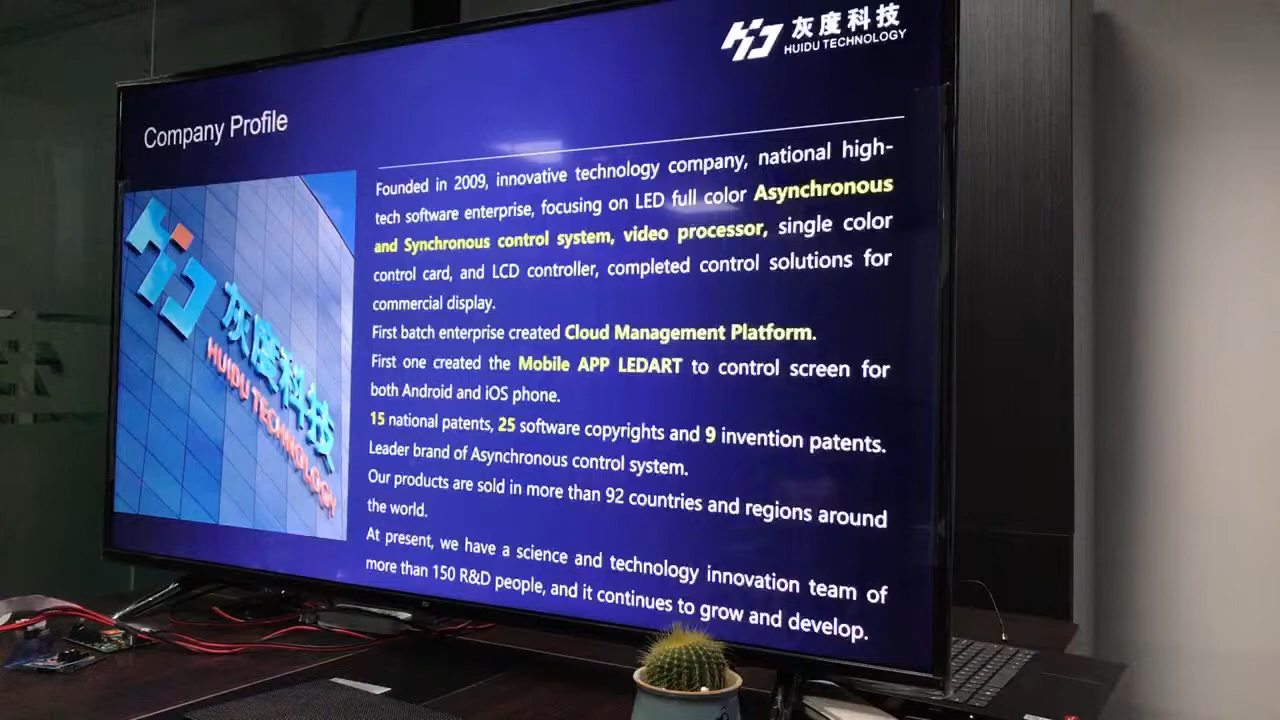 灰度科技
HUIDU TECHNOLOGY
Company Profile
灰度科技
HUIDU TECHNOLOGY
Founded in 2009, innovative technology company, national high-
tech software enterprise, focusing on LED full color Asynchronous
and Synchronous control system, video processor, single color
control card, and LCD controller, completed control solutions for
commercial display.
First batch enterprise created Cloud Management Platform.
First one created the Mobile APP LEDART to control screen for
both Android and iOS phone.
15 national patents, 25 software copyrights and 9 invention patents.
Leader brand of Asynchronous control system.
Our products are sold in more than 92 countries and regions around
the world.
At present, we have a science and technology innovation team of
more than 150 R&D people, and it continues to grow and develop.